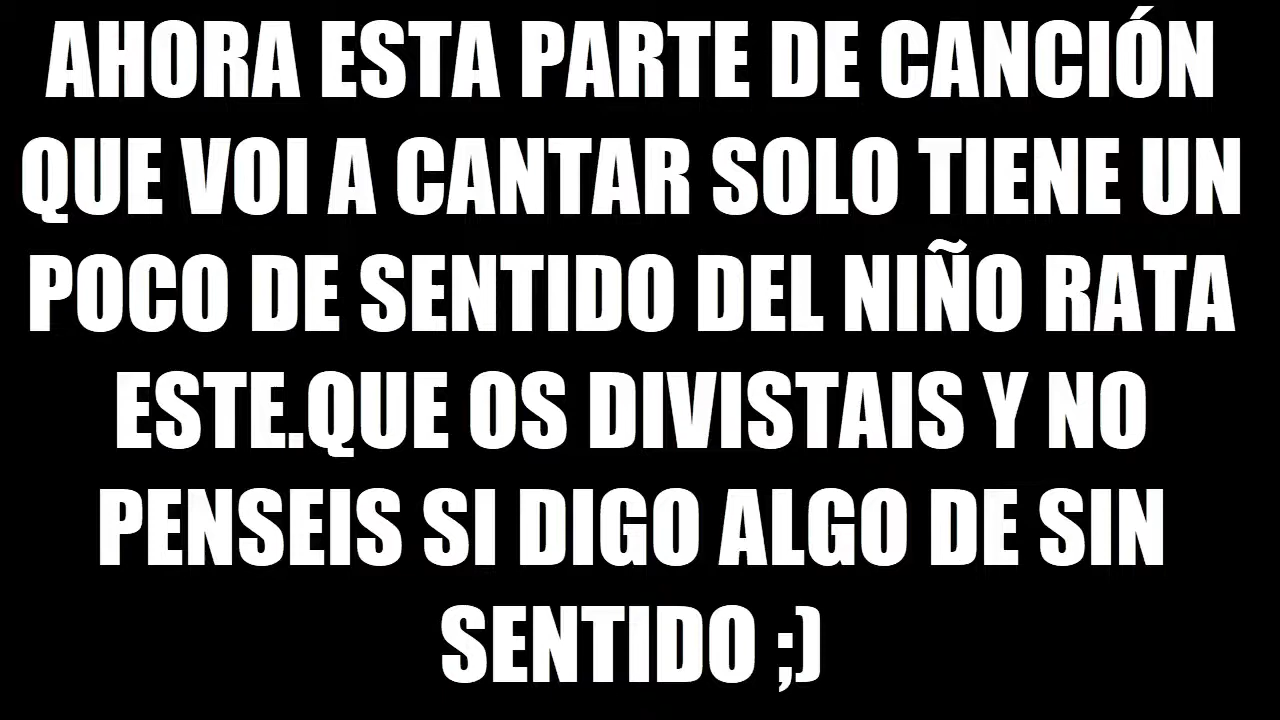 AHORA ESTA PARTE DE CANCIÓN
QUE VOI A CANTAR SOLO TIENE UN
POCO DE SENTIDO DEL NIÑO RATA
ESTE.QUE OS DIVISTAIS Y NO
PENSEIS SI DIGO ALGO DE SIN
SENTIDO ;)